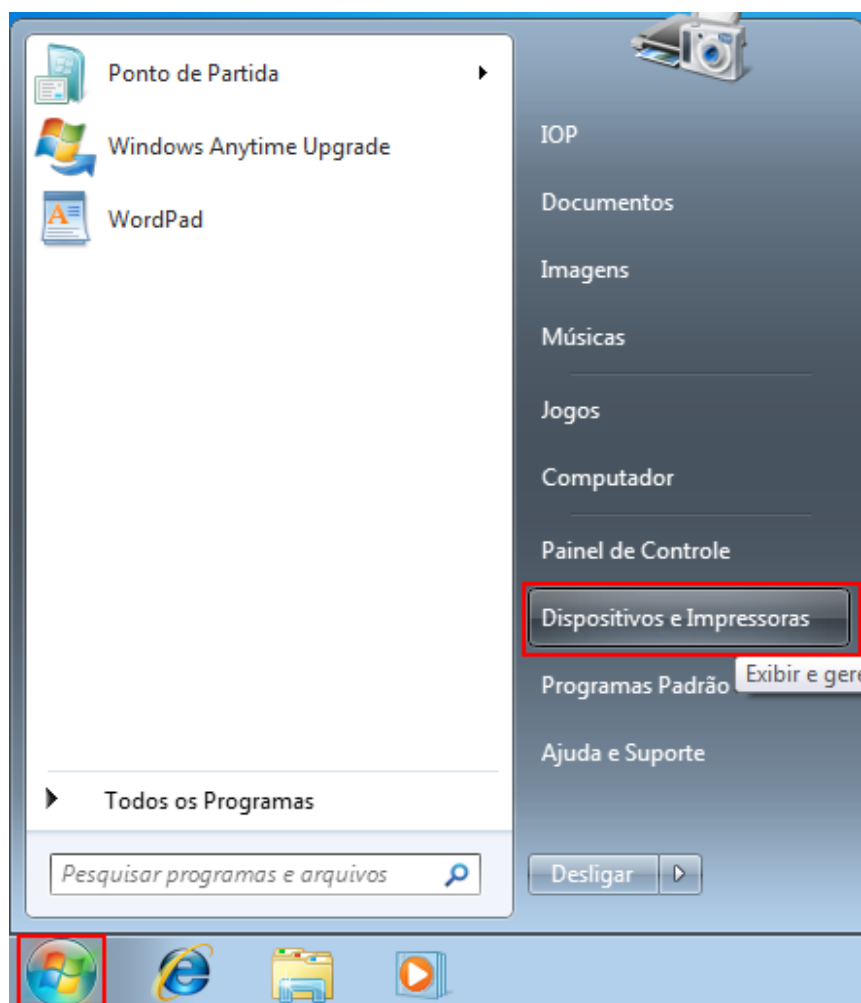 Ponto de Partida
Windows Anytime Upgrade
WordPad
Todos os Programas
Pesquisar programas e arquivos
IOP
Documentos
Imagens
Músicas
Jogos
Computador
Painel de Controle
Dispositivos e Impressoras
Exibir e gere
Programas Padrão
Ajuda e Suporte
Desligar